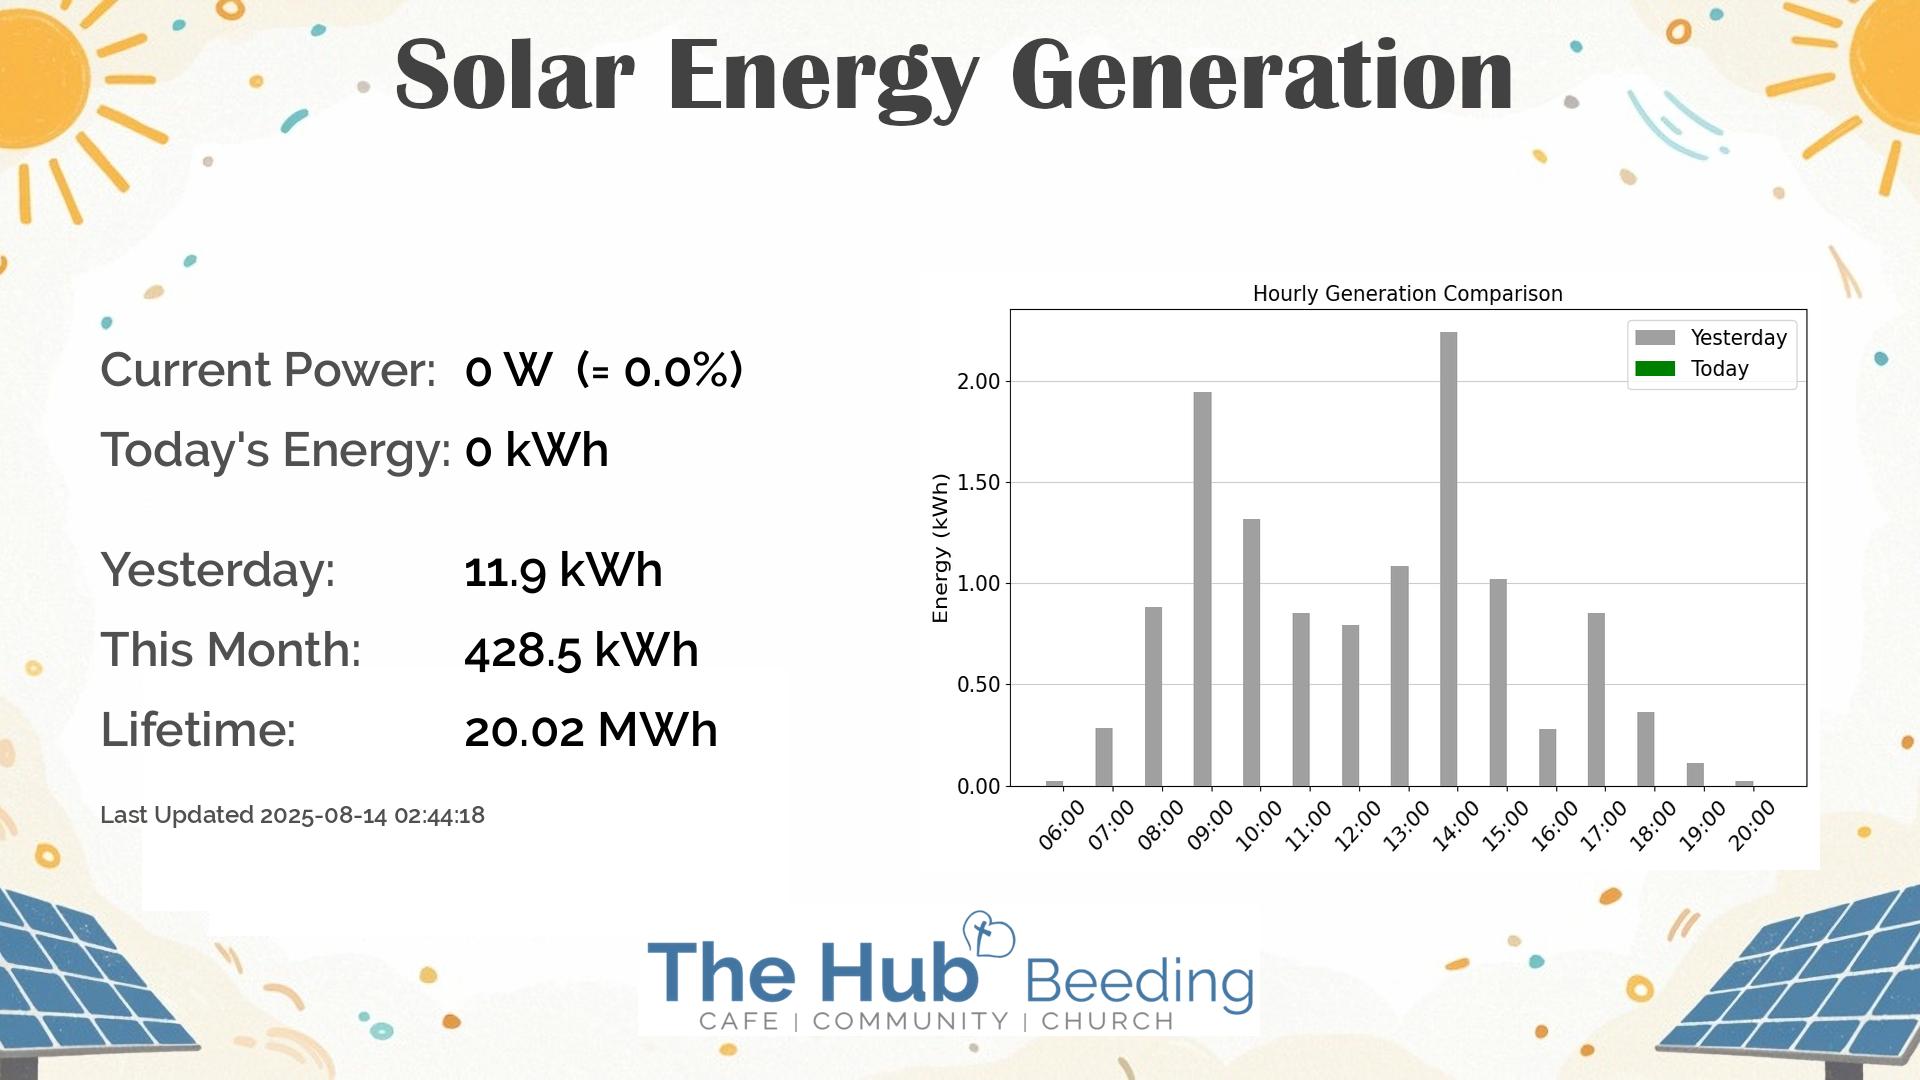 Solar Energy Generation
Current Power: 0 W (= 0.0%)
Today's Energy: 0 kWh
Yesterday: 11.9 kWh
This Month: 428.5 kWh
Lifetime: 20.02 MWh
Last Updated 2025-08-14 02:44:18
Hourly Generation Comparison
Yesterday
Today
Energy (kWh)
2.00
1.50
1.00
0.50
0.00
06:00 07:00 08:00 09:00 10:00 11:00 12:00 13:00 14:00 15:00 16:00 17:00 18:00 19:00 20:00
The Hub Beeding
CAFE | COMMUNITY | CHURCH